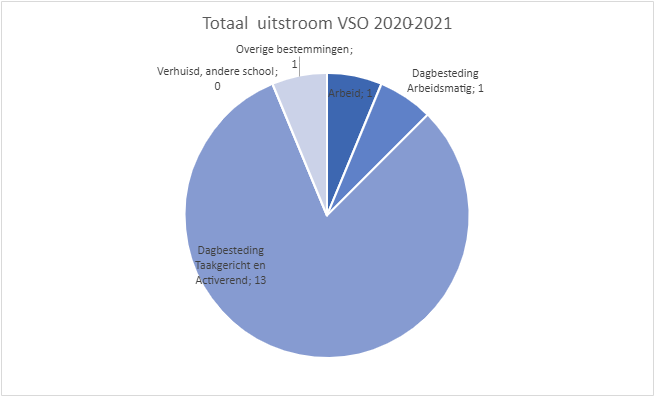 Totaal uitstroom VSO 2020-2021
Overige bestemmingen;
1
Verhuisd, andere school;
0
Arbeid; 1
Dagbesteding
Arbeidsmatig; 1
Dagbesteding
Taakgericht en
Activerend; 13